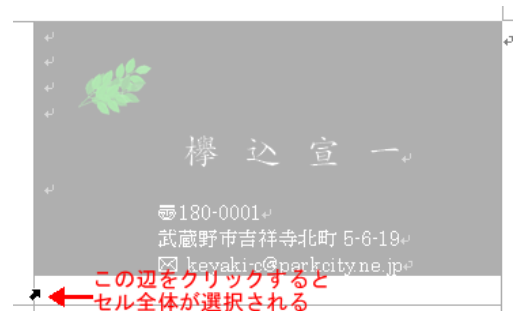 欅 込 宣 一
〠180-0001
武蔵野市吉祥寺北町 5-6-19
✉ keyaki-c@parkcity.ne.jp
この辺をクリックすると
セル全体が選択される